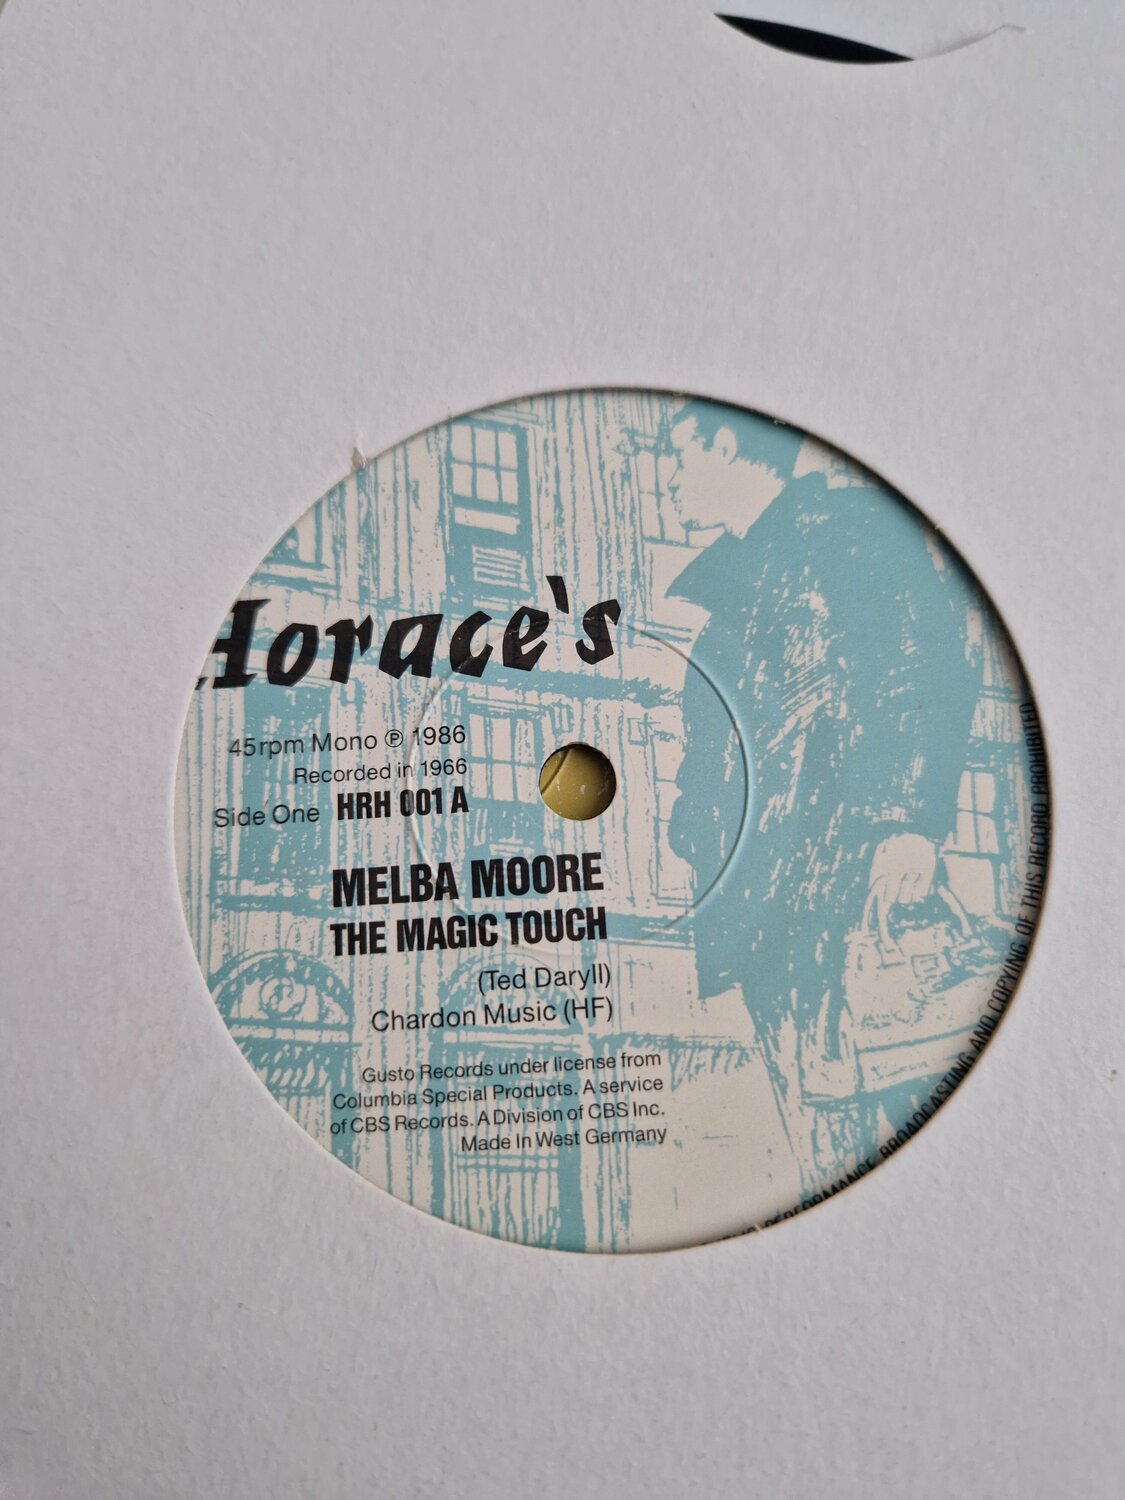 Horace's
45rpm Mono ℗ 1986
Recorded in 1966
Side One HRH 001 A
MELBA MOORE
THE MAGIC TOUCH
(Ted Daryll)
Chardon Music (HF)
Gusto Records under license from
Columbia Special Products. A service
of CBS Records. A Division of CBS Inc.
Made In West Germany
PERFORMANCE BROADCASTING AND COPYING OF THIS RECORD PROHIBITED